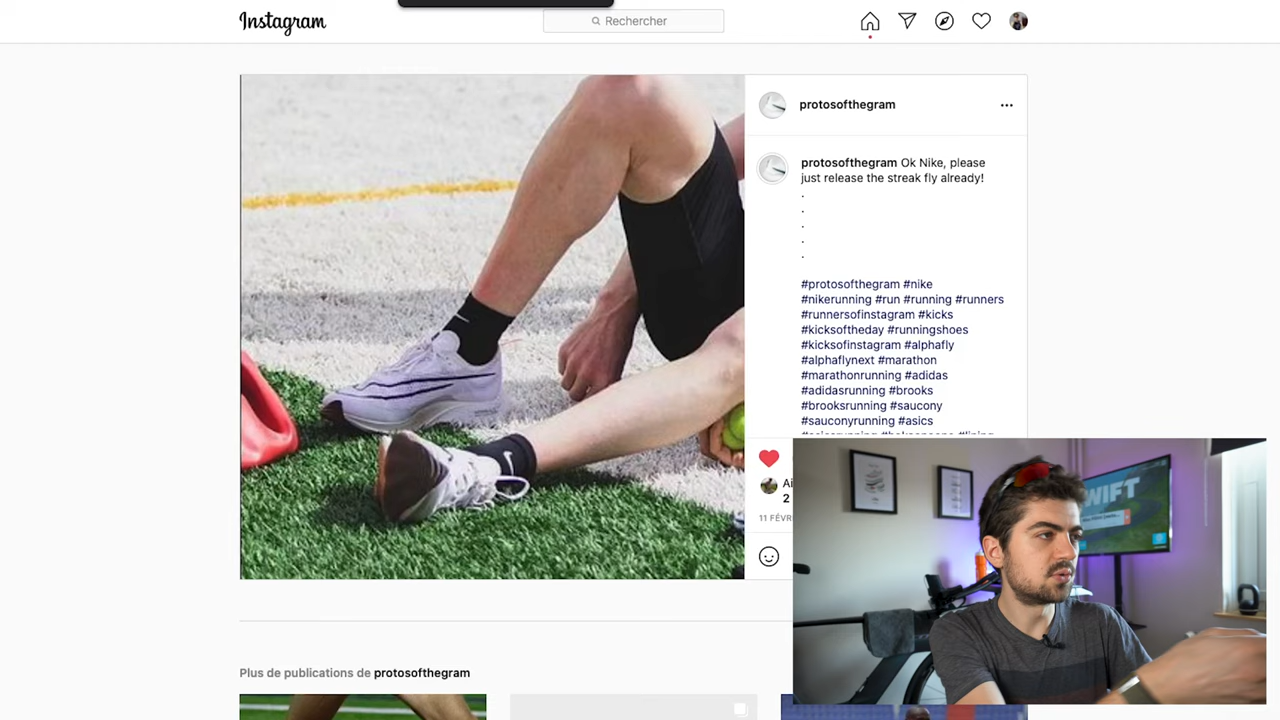 Instagram
Rechercher
protosofthegram
protosofthegram Ok Nike, please
just release the streak fly already!
.
.
.
.
.
#protosofthegram #nike
#nikerunning #run #running #runners
#runnersofinstagram #kicks
#kicksoftheday #runningshoes
#kicksofinstagram #alphafly
#alphaflynext #marathon
#marathonrunning #adidas
#adidasrunning #brooks
#brooksrunning #saucony
#sauconyrunning #asics
2
11 FÉVR
WIFT
Plus de publications de protosofthegram